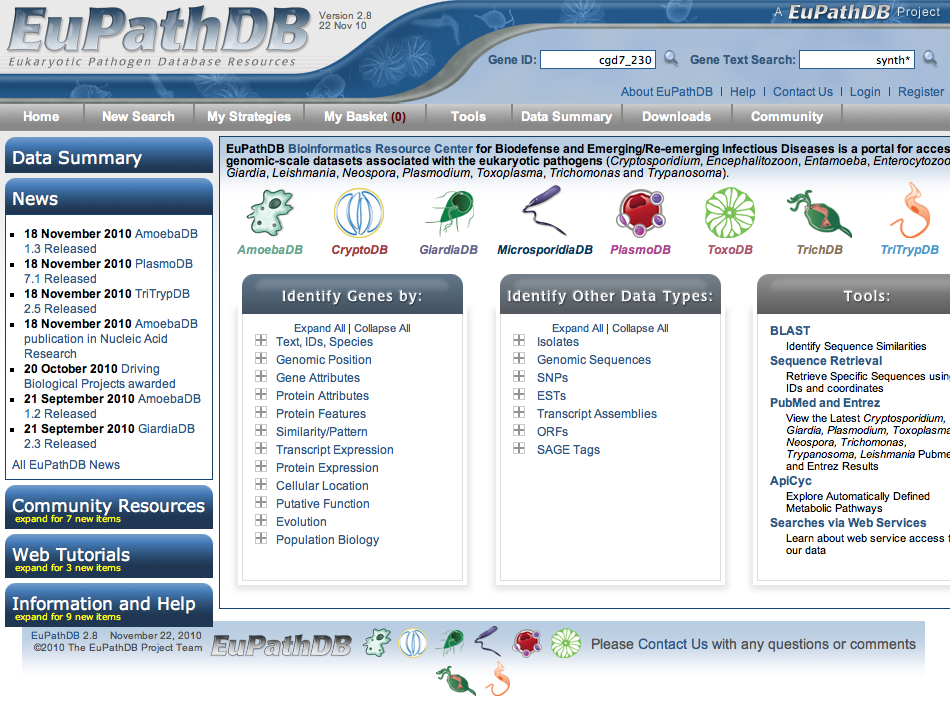 EuPathDB
Version 2.8
22 Nov 10
Eukaryotic Pathogen Database Resources
A EuPathDB Project
Gene ID: cgd7_230
Gene Text Search: synth*
About EuPathDB | Help | Contact Us | Login | Register
Home
New Search
My Strategies
My Basket (0)
Tools
Data Summary
Downloads
Community
Data Summary
News
18 November 2010 AmoebaDB
1.3 Released
18 November 2010 PlasmoDB
7.1 Released
18 November 2010 TriTrypDB
2.5 Released
18 November 2010 AmoebaDB
publication in Nucleic Acid
Research
20 October 2010 Driving
Biological Projects awarded
21 September 2010 AmoebaDB
1.2 Released
21 September 2010 GiardiaDB
2.3 Released
All EuPathDB News
Community Resources
expand for 7 new items
Web Tutorials
expand for 3 new items
Information and Help
expand for 9 new items
EuPathDB Bioinformatics Resource Center for Biodefense and Emerging/Re-emerging Infectious Diseases is a portal for acces
genomic-scale datasets associated with the eukaryotic pathogens (Cryptosporidium, Encephalitozoon, Entamoeba, Enterocytozoo
Giardia, Leishmania, Neospora, Plasmodium, Toxoplasma, Trichomonas and Trypanosoma).
AmoebaDB
CryptoDB
GiardiaDB
MicrosporidiaDB
PlasmoDB
ToxoDB
TrichDB
TriTrypDB
Identify Genes by:
Expand All | Collapse All
Text, IDs, Species
Genomic Position
Gene Attributes
Protein Attributes
Protein Features
Similarity/Pattern
Transcript Expression
Protein Expression
Cellular Location
Putative Function
Evolution
Population Biology
Identify Other Data Types:
Expand All | Collapse All
Isolates
Genomic Sequences
SNPs
ESTs
Transcript Assemblies
ORFs
SAGE Tags
Tools:
BLAST
Identify Sequence Similarities
Sequence Retrieval
Retrieve Specific Sequences usin
IDs and coordinates
PubMed and Entrez
View the Latest Cryptosporidium,
Giardia, Plasmodium, Toxoplasma
Neospora, Trichomonas,
Trypanosoma, Leishmania Pubme
and Entrez Results
ApiCyc
Explore Automatically Defined
Metabolic Pathways
Searches via Web Services
Learn about web service access t
our data
EuPathDB 2.8 November 22, 2010
©2010 The EuPathDB Project Team
EuPathDB
Please Contact Us with any questions or comments